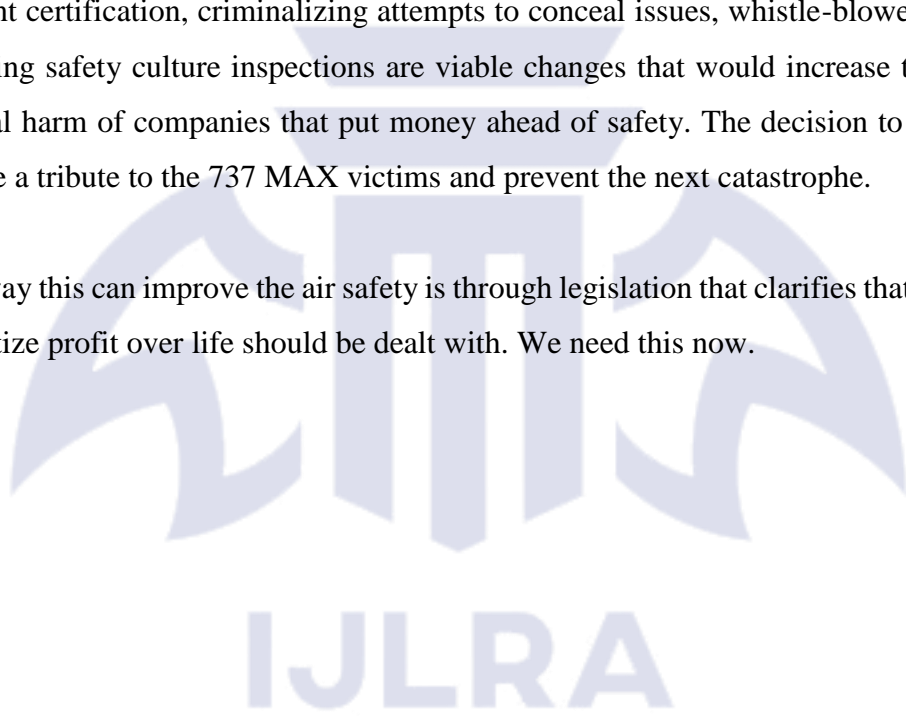 nt certification, criminalizing attempts to conceal issues, whistle-blowe
ing safety culture inspections are viable changes that would increase t
al harm of companies that put money ahead of safety. The decision to
e a tribute to the 737 MAX victims and prevent the next catastrophe.
ay this can improve the air safety is through legislation that clarifies that
tize profit over life should be dealt with. We need this now.
IJLRA